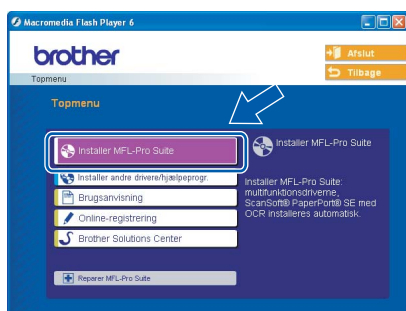 Macromedia Flash Player 6
brother
Afslut
Tilbage
Topmenu
Topmenu
Installer MFL-Pro Suite
Installer andre drivere/hjælpeprogr.
Brugsanvisning
Online-registrering
Brother Solutions Center
Reparer MFL-Pro Suite
Installer MFL-Pro Suite
Installer MFL-Pro Suite:
multifunktionsdriverne,
ScanSoft® PaperPort® SE med
OCR installeres automatisk.